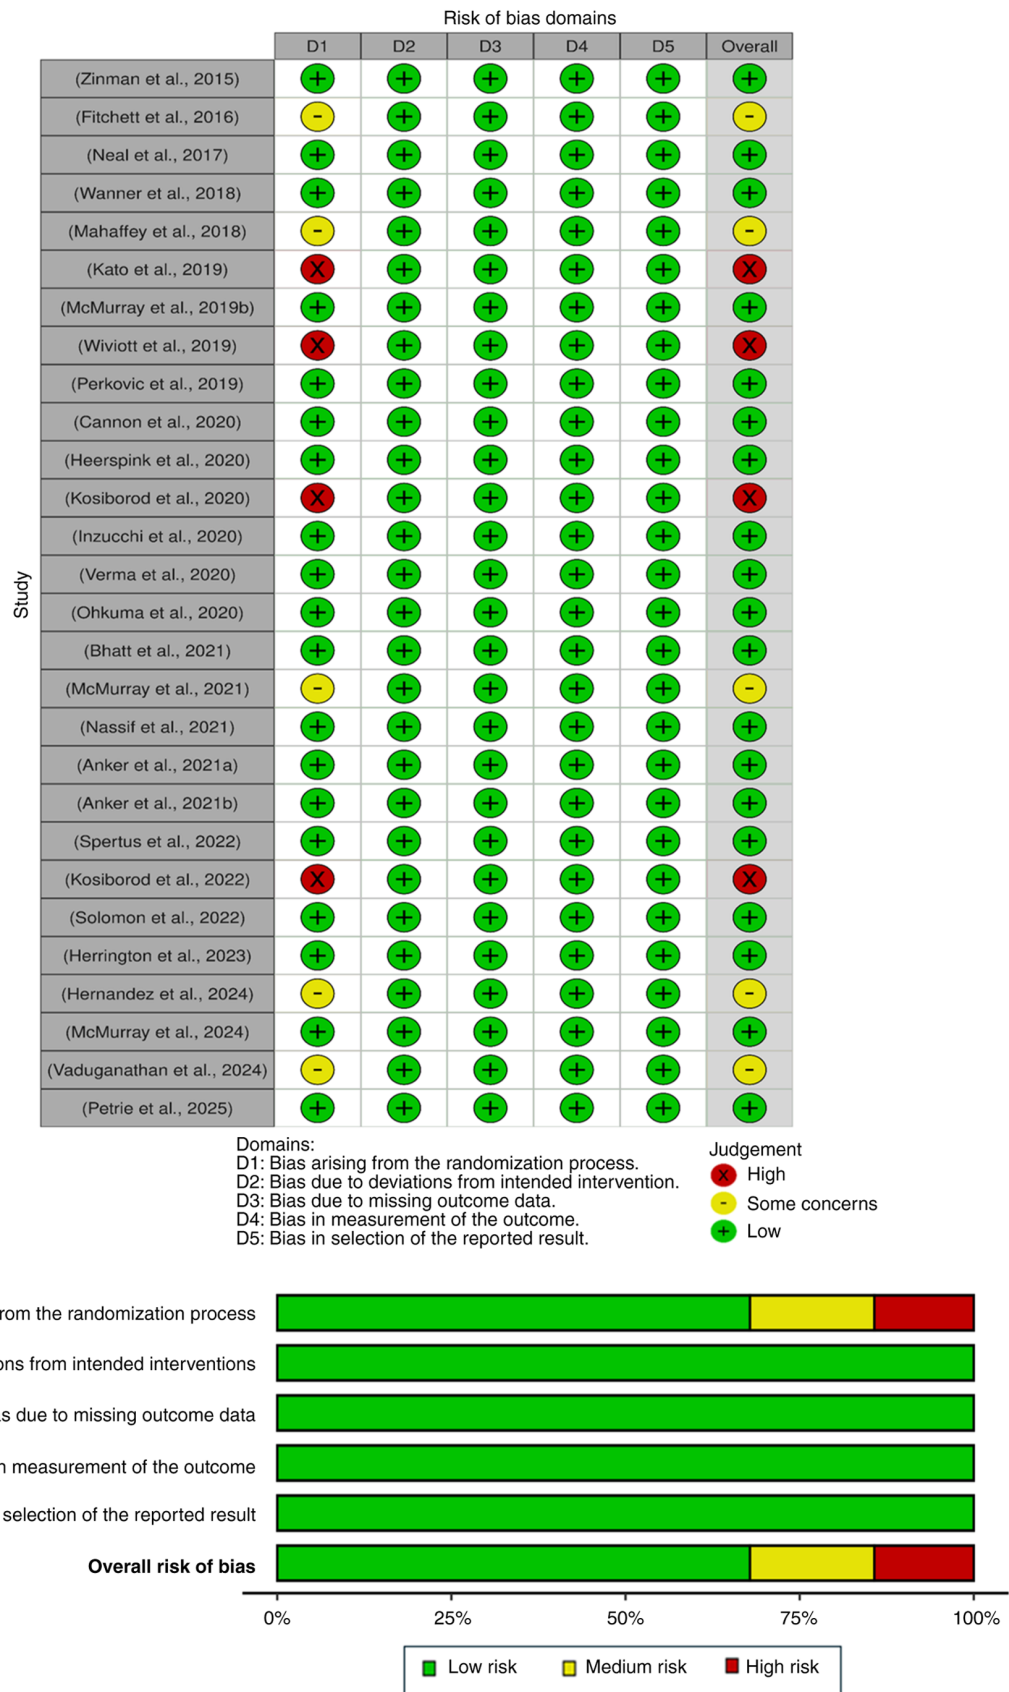 Risk of bias domains
D1 D2 D3 D4 D5 Overall
Study
(Zinman et al., 2015) + + + + + +
(Fitchett et al., 2016) - + + + + -
(Neal et al., 2017) + + + + + +
(Wanner et al., 2018) + + + + + +
(Mahaffey et al., 2018) - + + + + -
(Kato et al., 2019) X + + + + X
(McMurray et al., 2019b) + + + + + +
(Wiviott et al., 2019) X + + + + X
(Perkovic et al., 2019) + + + + + +
(Cannon et al., 2020) + + + + + +
(Heerspink et al., 2020) + + + + + +
(Kosiborod et al., 2020) X + + + + X
(Inzucchi et al., 2020) + + + + + +
(Verma et al., 2020) + + + + + +
(Ohkuma et al., 2020) + + + + + +
(Bhatt et al., 2021) + + + + + +
(McMurray et al., 2021) - + + + + -
(Nassif et al., 2021) + + + + + +
(Anker et al., 2021a) + + + + + +
(Anker et al., 2021b) + + + + + +
(Spertus et al., 2022) + + + + + +
(Kosiborod et al., 2022) X + + + + X
(Solomon et al., 2022) + + + + + +
(Herrington et al., 2023) + + + + + +
(Hernandez et al., 2024) - + + + + -
(McMurray et al., 2024) + + + + + +
(Vaduganathan et al., 2024) - + + + + -
(Petrie et al., 2025) + + + + + +
Domains:
D1: Bias arising from the randomization process.
D2: Bias due to deviations from intended intervention.
D3: Bias due to missing outcome data.
D4: Bias in measurement of the outcome.
D5: Bias in selection of the reported result.
Judgement
X High
- Some concerns
+ Low
rom the randomization process
ons from intended interventions
s due to missing outcome data
n measurement of the outcome
selection of the reported result
Overall risk of bias
0% 25% 50% 75% 100%
Low risk Medium risk High risk